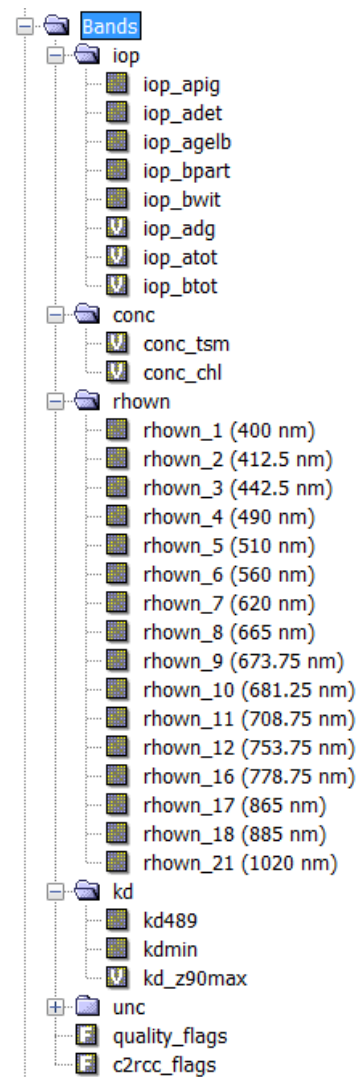 Bands
iop
iop_apig
iop_adet
iop_agelb
iop_bpart
iop_bwit
iop_adg
iop_atot
iop_btot
conc
conc_tsm
conc_chl
rhown
rhown_1 (400 nm)
rhown_2 (412.5 nm)
rhown_3 (442.5 nm)
rhown_4 (490 nm)
rhown_5 (510 nm)
rhown_6 (560 nm)
rhown_7 (620 nm)
rhown_8 (665 nm)
rhown_9 (673.75 nm)
rhown_10 (681.25 nm)
rhown_11 (708.75 nm)
rhown_12 (753.75 nm)
rhown_16 (778.75 nm)
rhown_17 (865 nm)
rhown_18 (885 nm)
rhown_21 (1020 nm)
kd
kd489
kdmin
kd_z90max
unc
quality_flags
c2rcc_flags